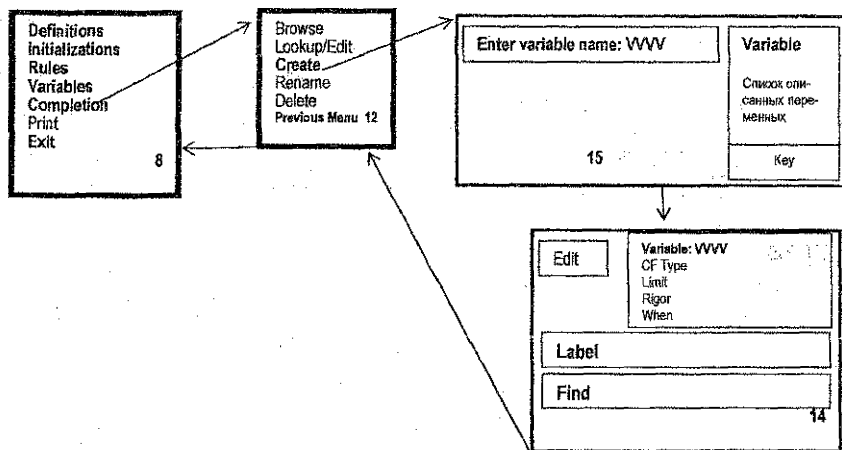 Definitions
Initializations
Rules
Variables
Completion
Print
Exit
8
Browse
Lookup/Edit
Create
Rename
Delete
Previous Menu 12
Enter variable name: VVVV
15
Variable
Список опи-
санных пере-
менных
Key
Edit
Variable: VVVV
CF Type
Limit
Rigor
When
Label
Find
14